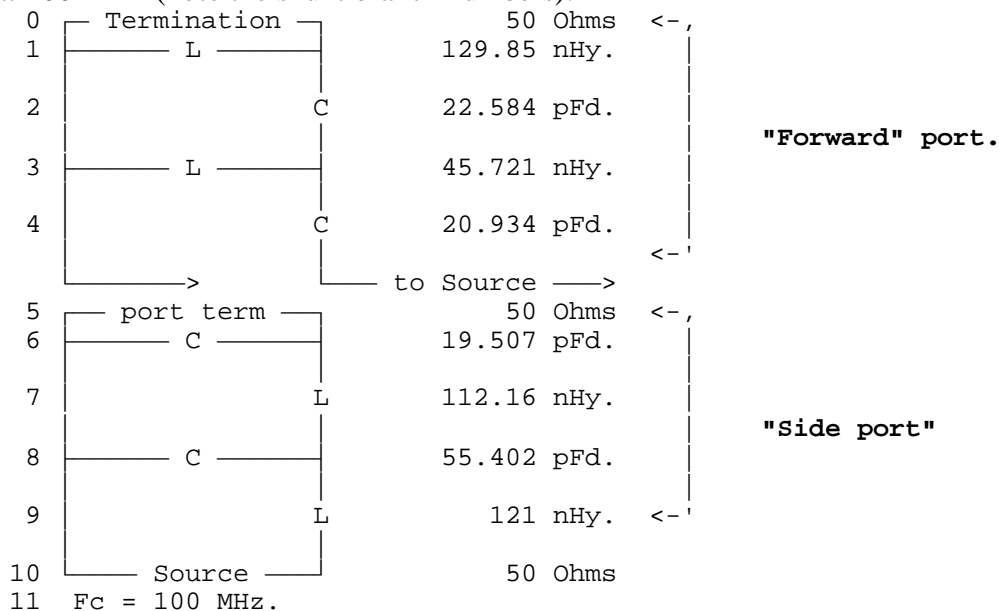 0 Termination 50 Ohms <-,
1 L 129.85 nHy.
2 C 22.584 pFd.
"Forward" port.
3 L 45.721 nHy.
4 C 20.934 pFd.
<-'
> to Source >
5 port term 50 Ohms <-,
6 C 19.507 pFd.
7 L 112.16 nHy.
"Side port"
8 C 55.402 pFd.
9 L 121 nHy. <-'
10 Source 50 Ohms
11 Fc = 100 MHz.